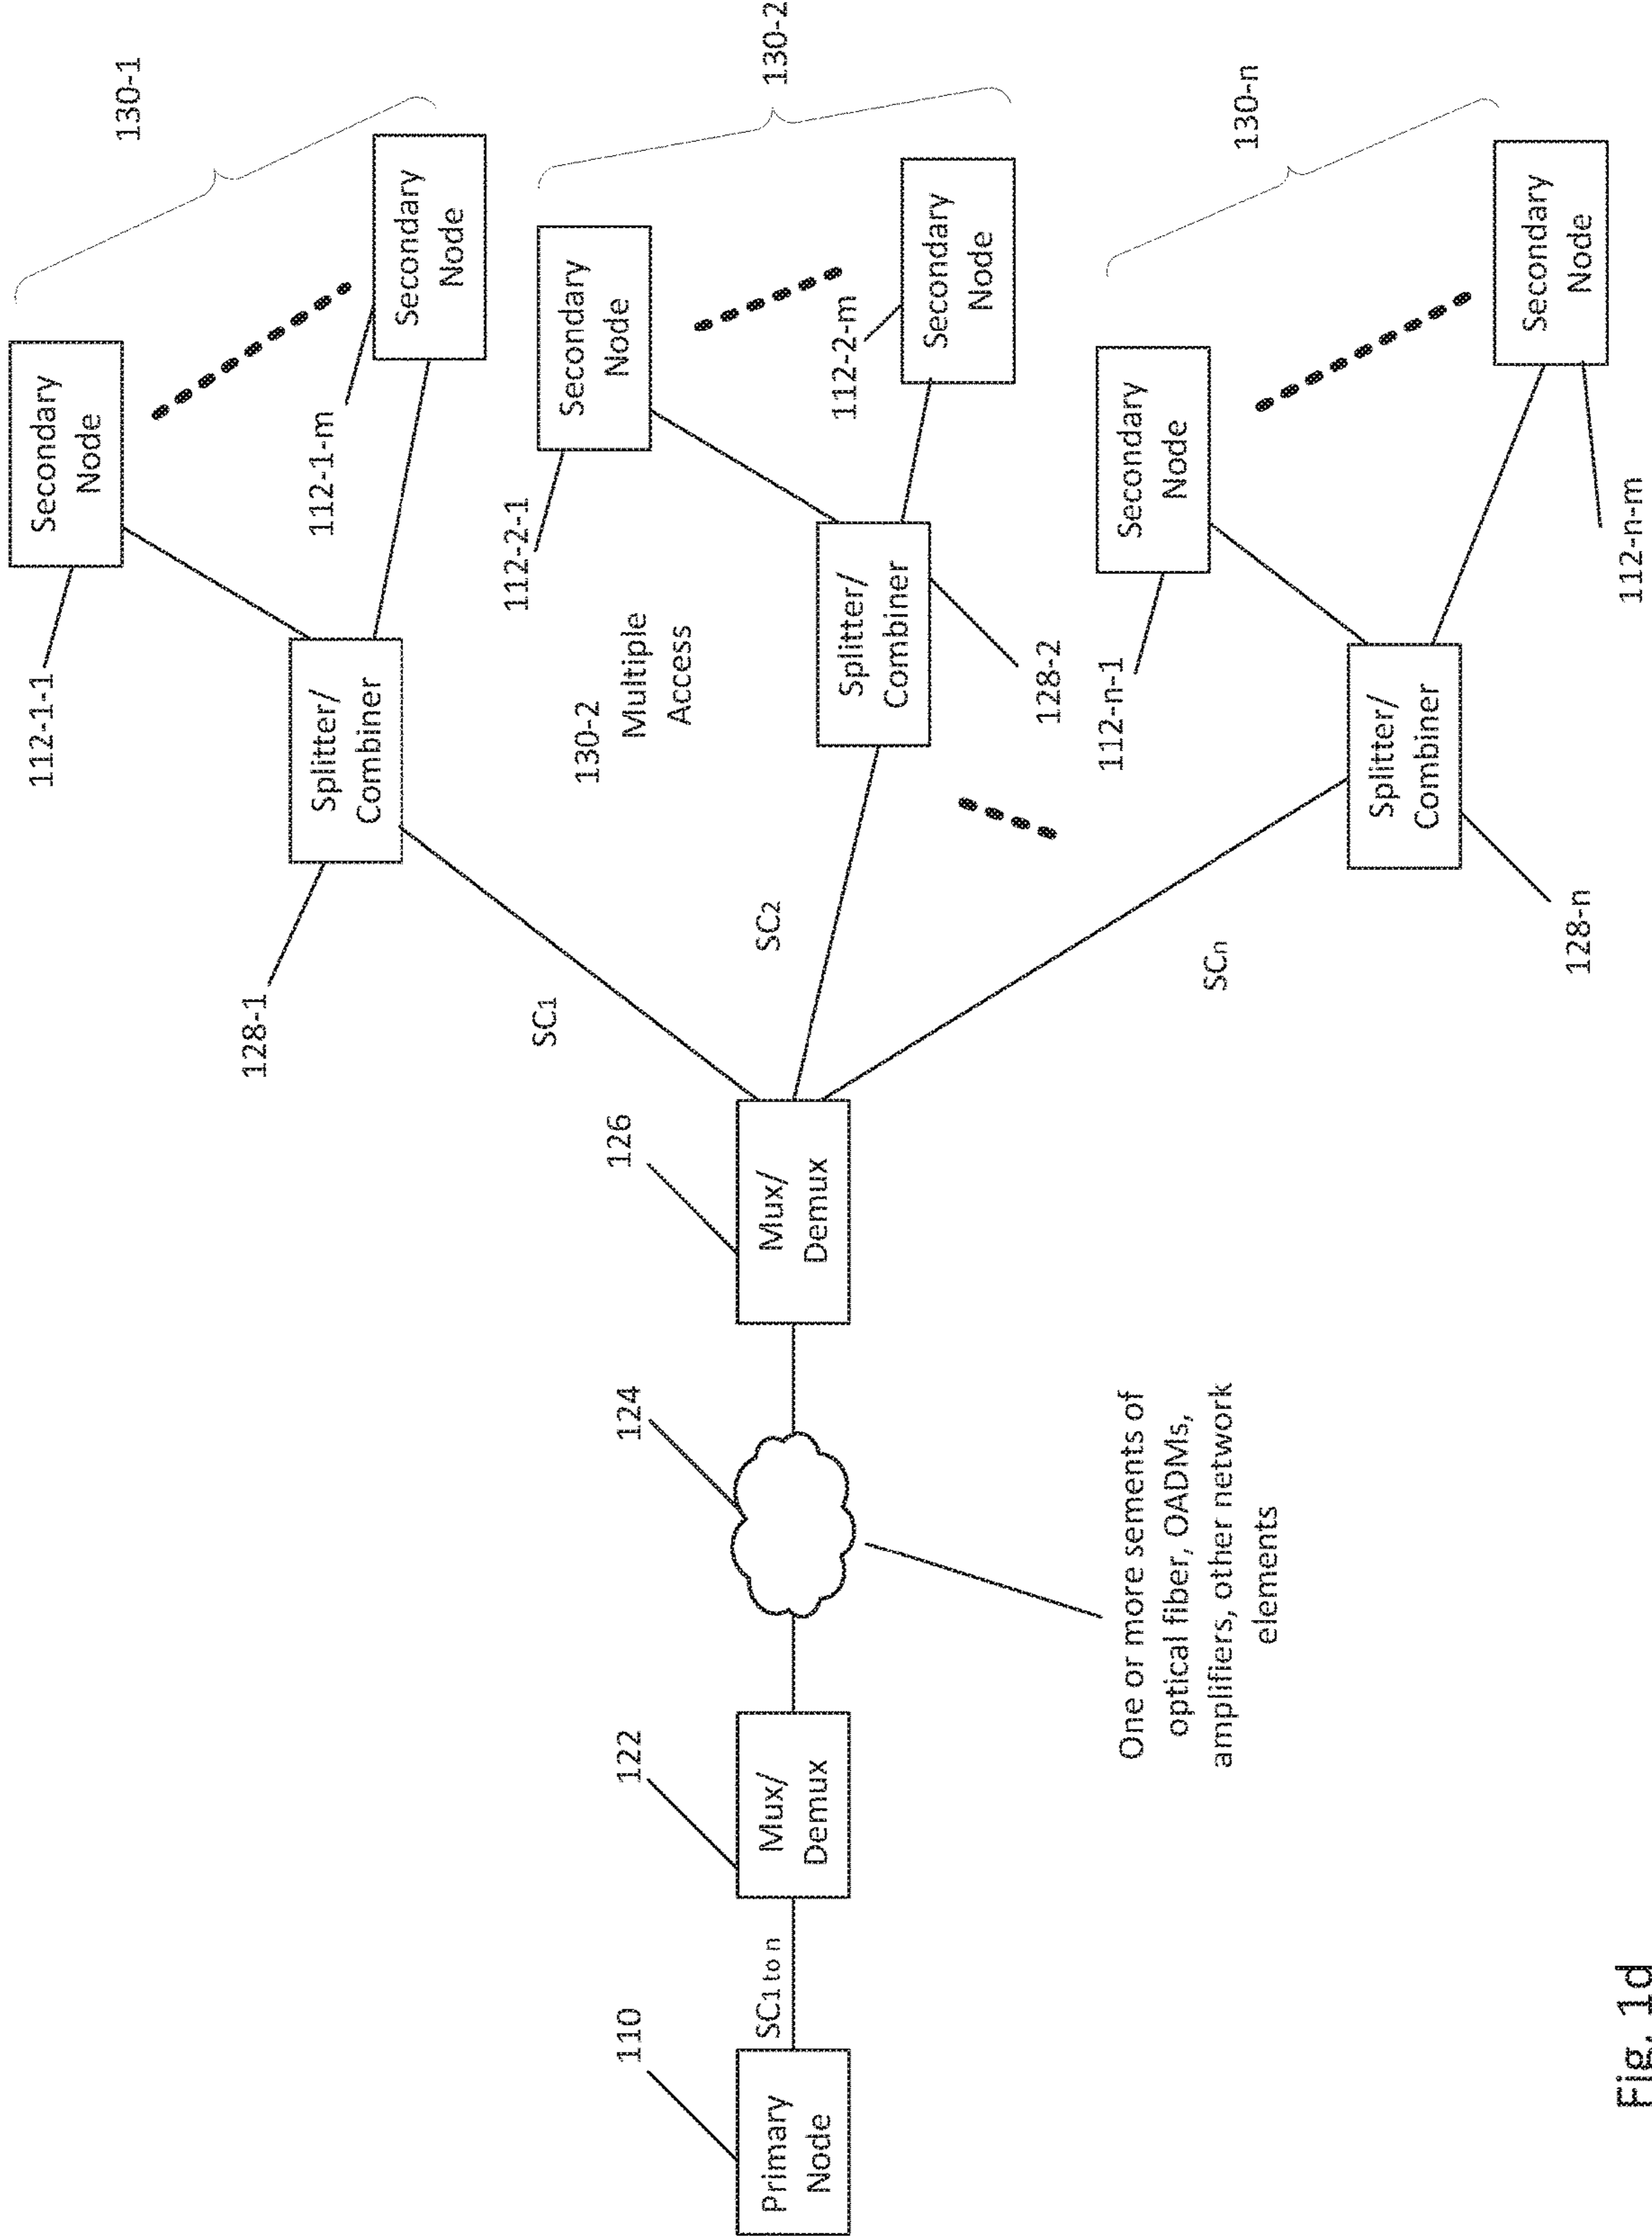 130-1
130-2
130-n
112-1-1
Secondary
Node
112-1-m
Secondary
Node
112-2-1
Secondary
Node
112-2-m
Secondary
Node
112-n-1
Secondary
Node
112-n-m
Secondary
Node
128-1
Splitter/
Combiner
130-2
Multiple
Access
Splitter/
Combiner
128-2
Splitter/
Combiner
128-n
SC1
SC2
SCn
126
Mux/
Demux
124
One or more sements of
optical fiber, OADMs,
amplifiers, other network
elements
122
Mux/
Demux
SC1 to n
110
Primary
Node
Fig. 1d